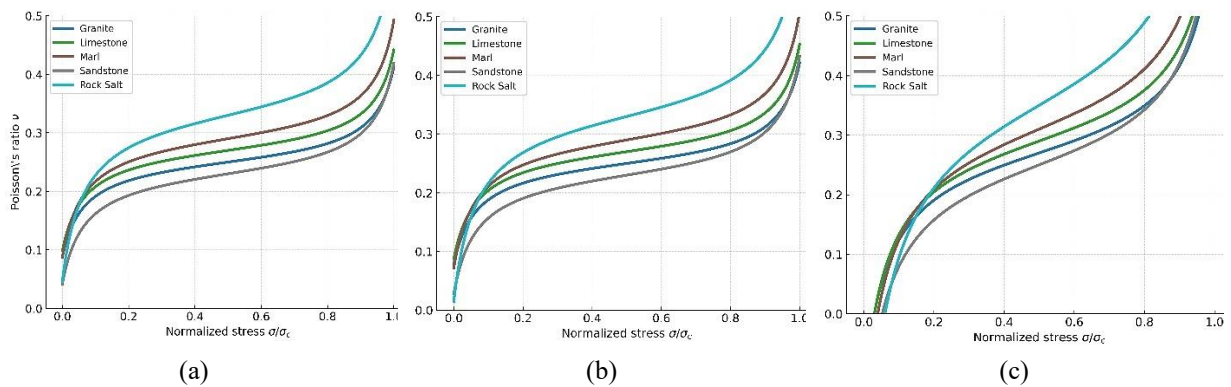 Granite
Limestone
Marl
Sandstone
Rock Salt
Poisson\'s ratio ν
0.5
0.4
0.3
0.2
0.1
0.0
0.0 0.2 0.4 0.6 0.8 1.0
Normalized stress σ/σc
(a)
Granite
Limestone
Marl
Sandstone
Rock Salt
0.5
0.4
0.3
0.2
0.1
0.0
0.0 0.2 0.4 0.6 0.8 1.0
Normalized stress σ/σc
(b)
Granite
Limestone
Marl
Sandstone
Rock Salt
0.5
0.4
0.3
0.2
0.1
0.0
0.0 0.2 0.4 0.6 0.8 1.0
Normalized stress σ/σc
(c)